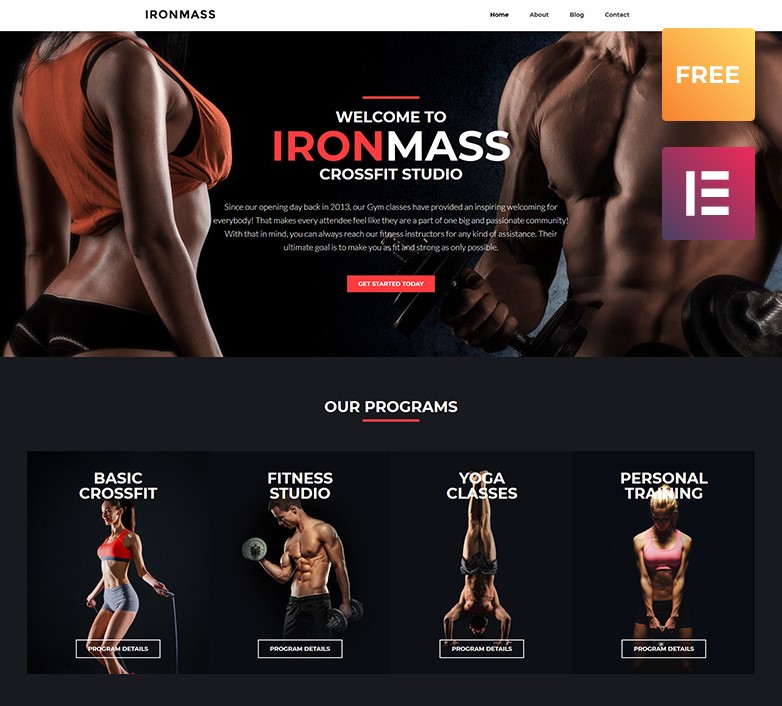 IRONMASS
Home About Blog Contact
FREE
WELCOME TO
IRONMASS
CROSSFIT STUDIO
Since our opening day back in 2013, our Gym classes have provided an inspiring welcoming for
everybody! That makes every attendee feel like they are a part of one big and passionate community!
With that in mind, you can always reach our fitness instructors for any kind of assistance. Their
ultimate goal is to make you as fit and strong as only possible.
GET STARTED TODAY
OUR PROGRAMS
BASIC
CROSSFIT
PROGRAM DETAILS
FITNESS
STUDIO
PROGRAM DETAILS
YOGA
CLASSES
PROGRAM DETAILS
PERSONAL
TRAINING
PROGRAM DETAILS